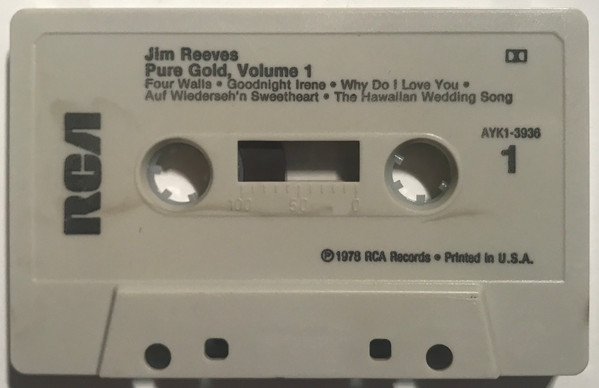 Jim Reeves
Pure Gold, Volume 1
Four Walls • Goodnight Irene • Why Do I Love You •
Auf Wiederseh'n Sweetheart • The Hawaiian Wedding Song
AYK1-3936
1
RCA
100 50 0
℗ 1978 RCA Records • Printed in U.S.A.